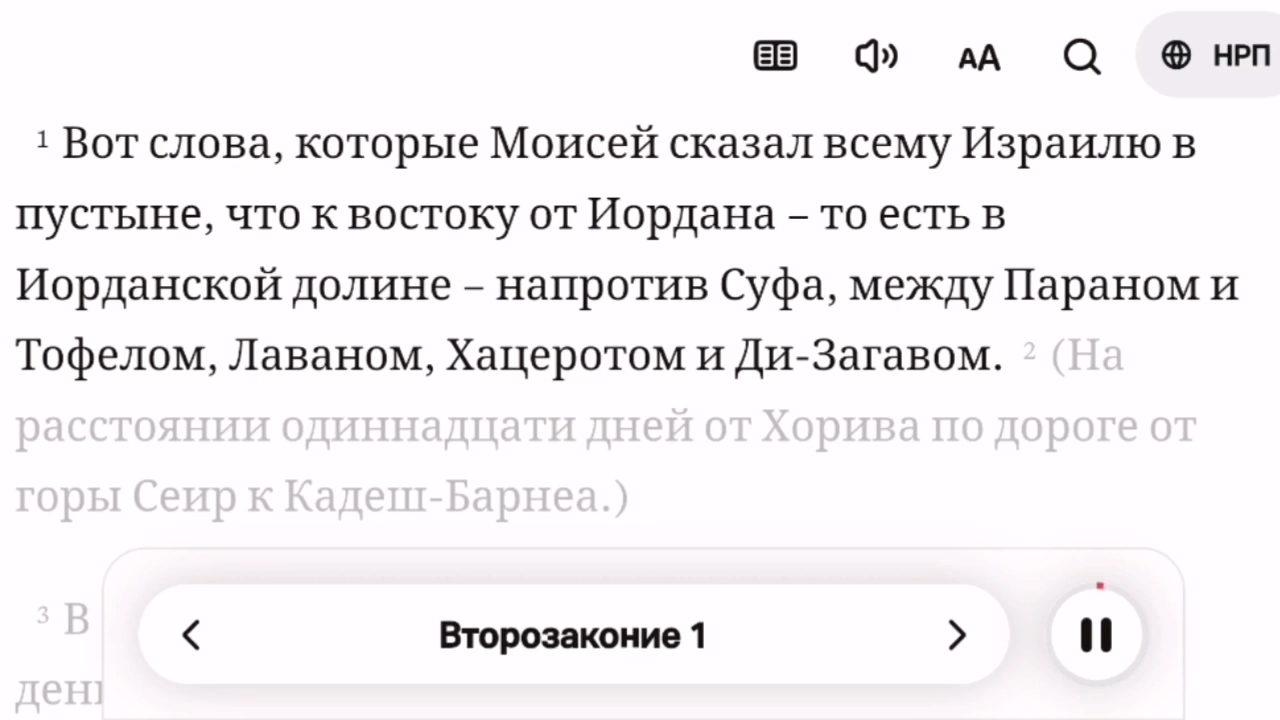 AA
НРП
1 Вот слова, которые Моисей сказал всему Израилю в
пустыне, что к востоку от Иордана – то есть в
Иорданской долине – напротив Суфа, между Параном и
Тофелом, Лаваном, Хацеротом и Ди-Загавом. 2 (На
расстоянии одиннадцати дней от Хорива по дороге от
горы Сеир к Кадеш-Барнеа.)
3 В
Второзаконие 1